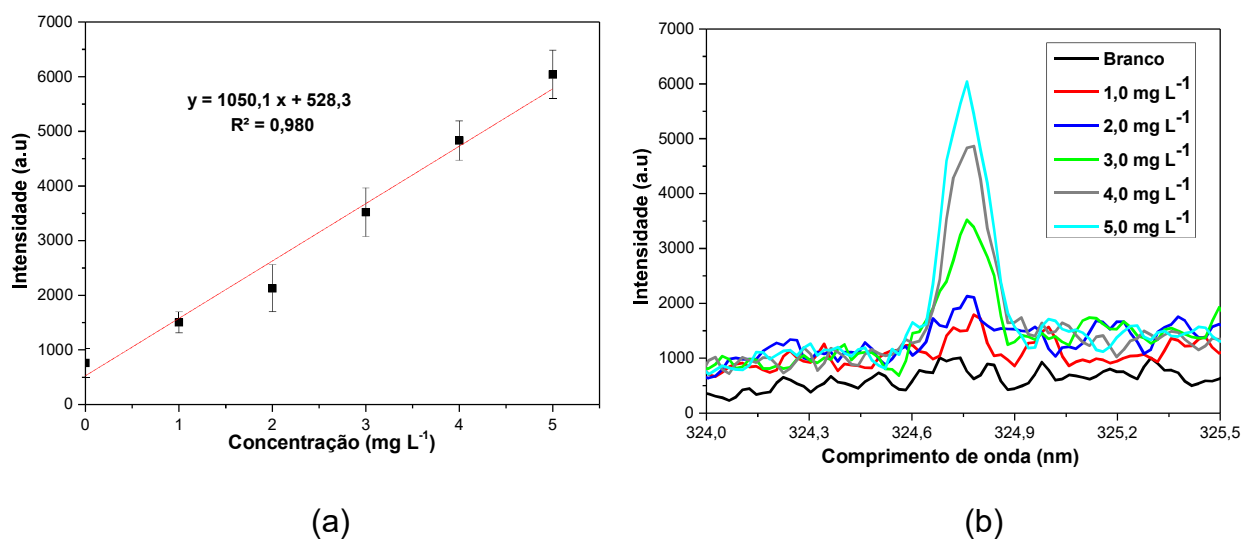 7000
6000
5000
4000
3000
2000
1000
0
Intensidade (a.u)
y = 1050,1 x + 528,3
R² = 0,980
0 1 2 3 4 5
Concentração (mg L⁻¹)
(a)
7000
6000
5000
4000
3000
2000
1000
0
Intensidade (a.u)
Branco
1,0 mg L⁻¹
2,0 mg L⁻¹
3,0 mg L⁻¹
4,0 mg L⁻¹
5,0 mg L⁻¹
324,0 324,3 324,6 324,9 325,2 325,5
Comprimento de onda (nm)
(b)